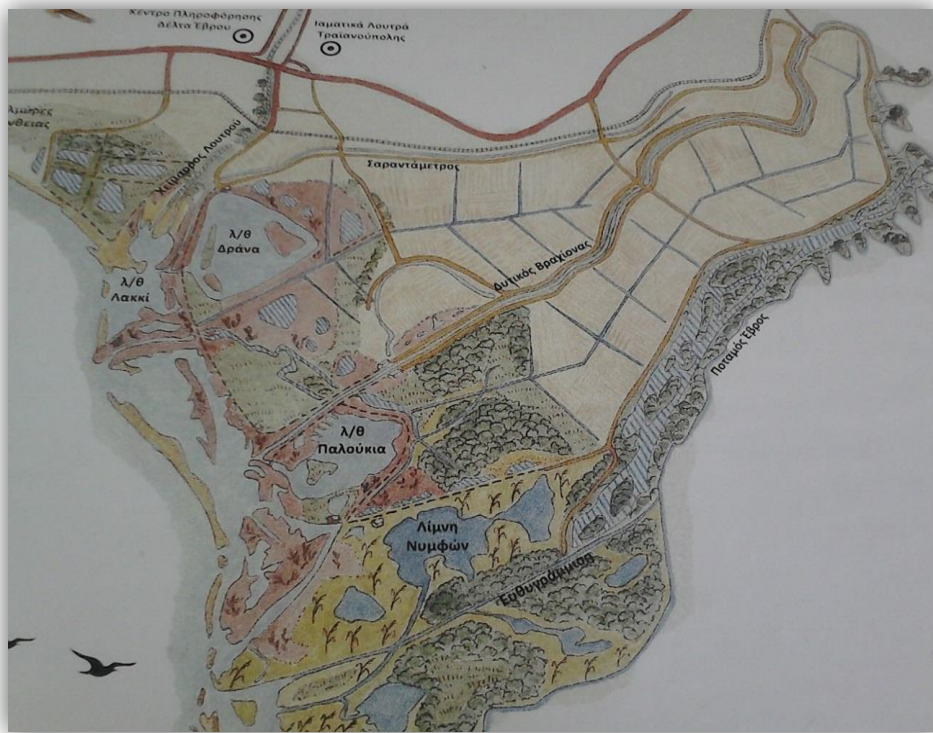 Κέντρο Πληροφόρησης
Δέλτα Έβρου
Ιαματικά Λουτρά
Τραϊανούπολης
Χείμαρρος Λουτρού
Σαραντάμετρος
λ/θ
Δράνα
λ/θ
Λακκί
Δυτικός Βραχίονας
Ποταμός Έβρος
λ/θ
Παλούκια
Λίμνη
Νυμφών
Ευθυγράμμιση